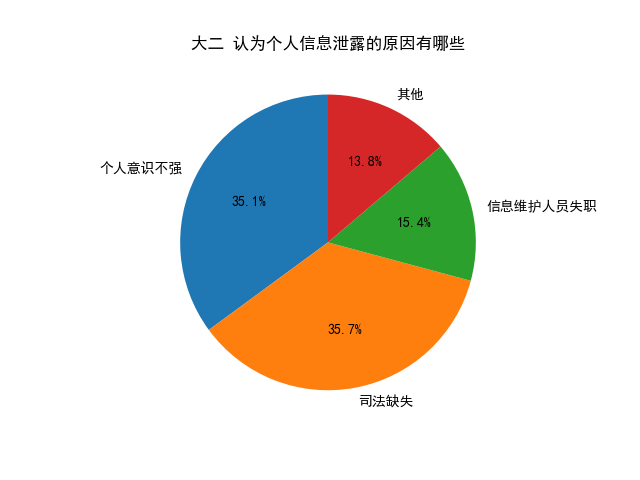 大二 认为个人信息泄露的原因有哪些
其他
13.8%
个人意识不强
35.1%
信息维护人员失职
15.4%
35.7%
司法缺失